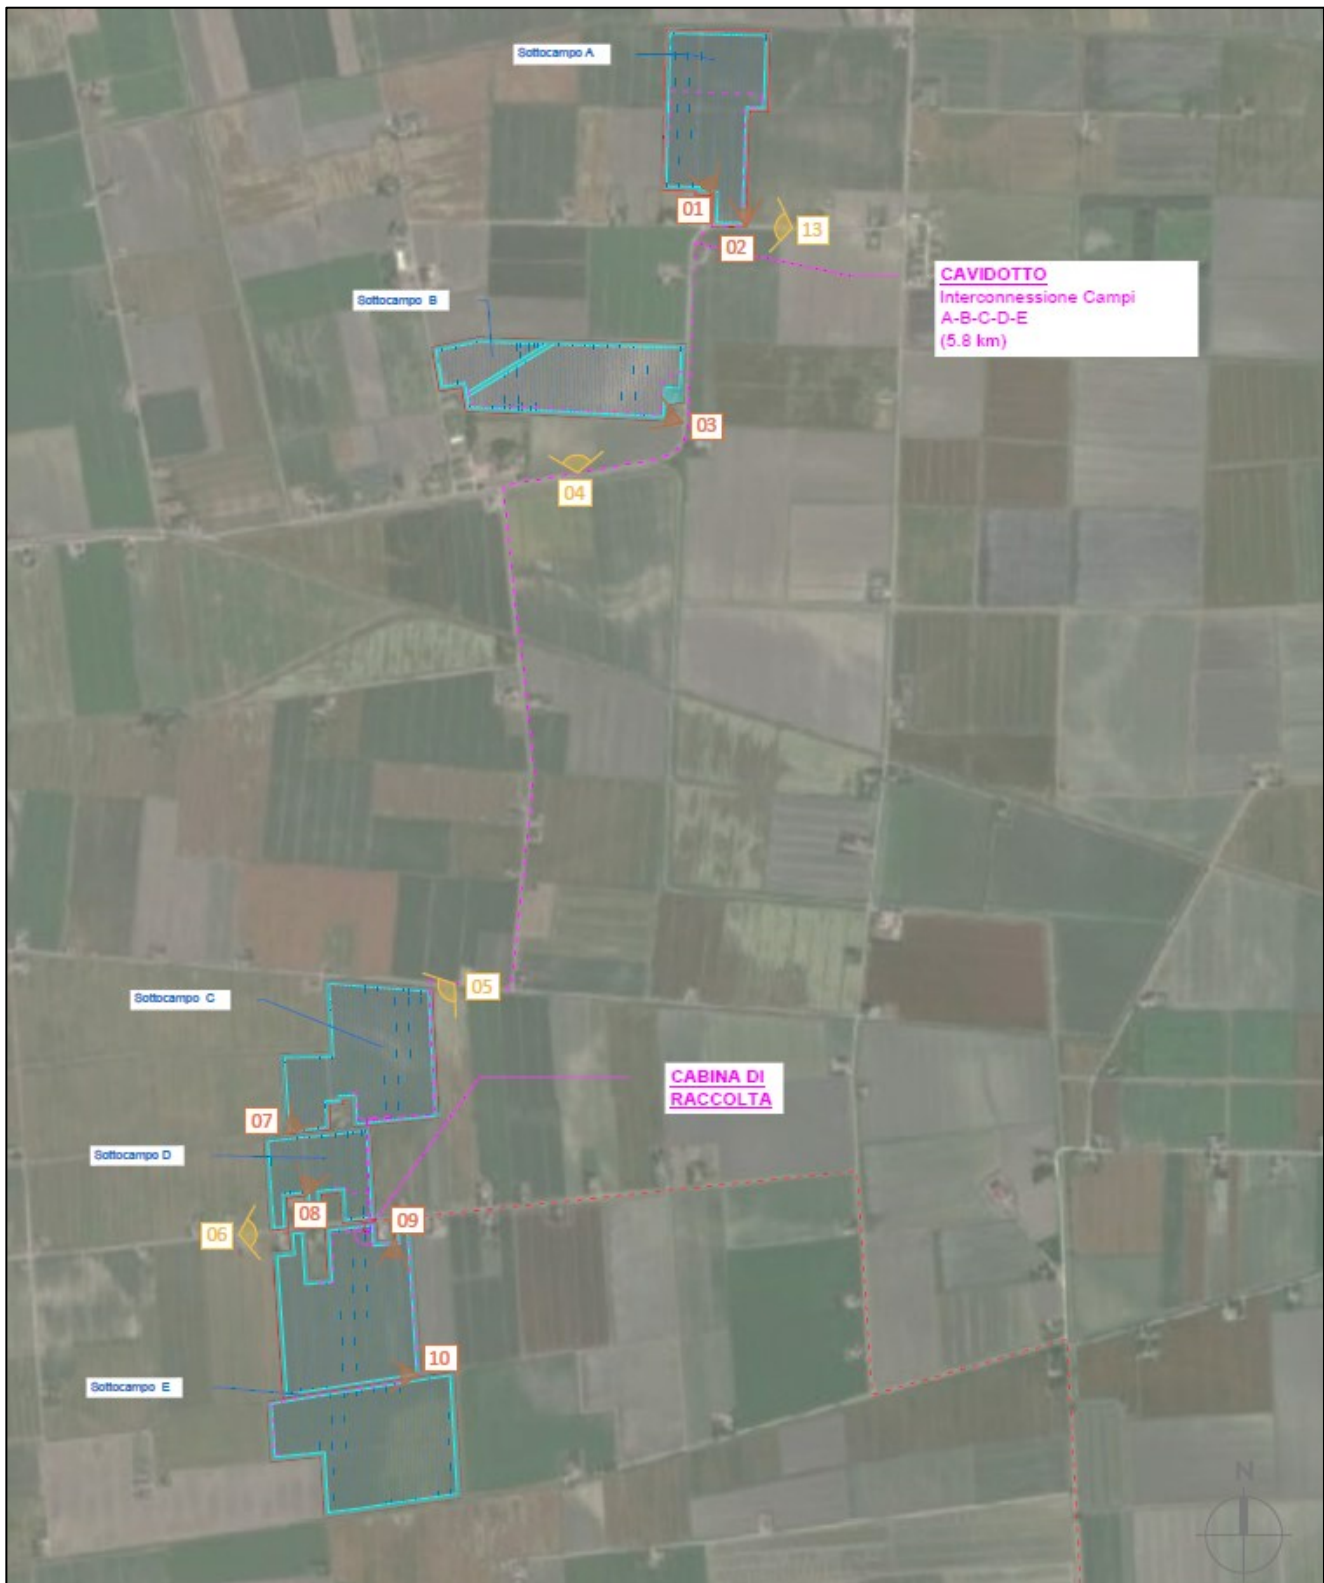 Sottocampo A
01
02
13
CAVIDOTTO
Interconnessione Campi
A-B-C-D-E
(5.8 km)
Sottocampo B
03
04
05
Sottocampo C
CABINA DI
RACCOLTA
07
Sottocampo D
08
09
06
10
Sottocampo E
N